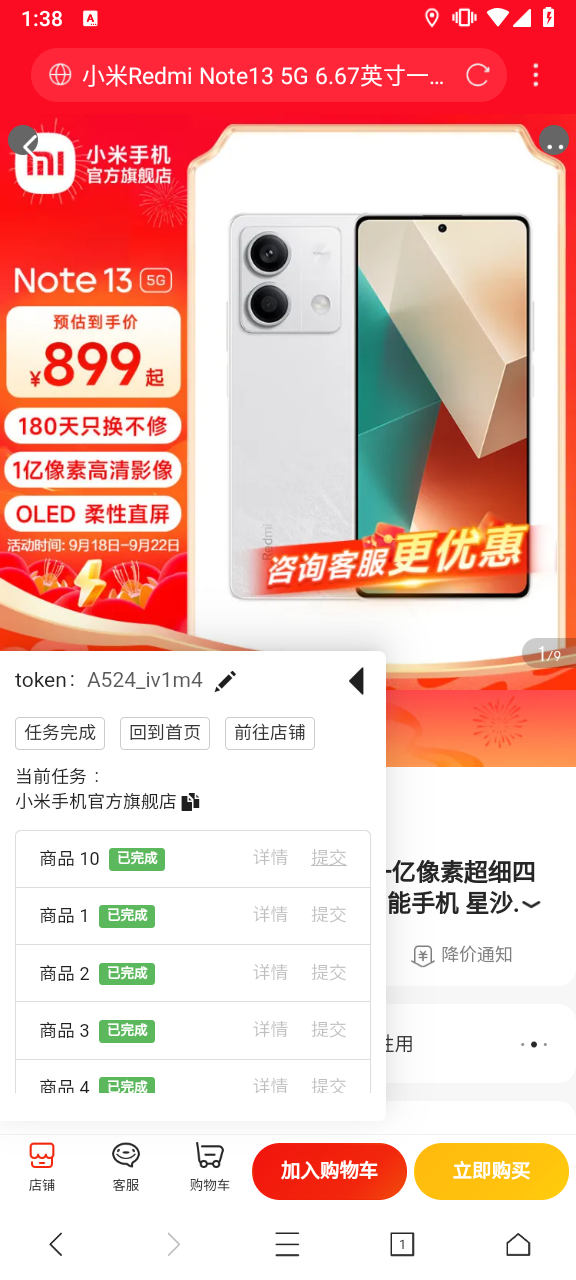 1:38
A
小米Redmi Note13 5G 6.67英寸一...
小米手机
官方旗舰店
Note 13 5G
预估到手价
¥899起
180天只换不修
1亿像素高清影像
OLED 柔性直屏
活动时间: 9月18日-9月22日
Redmi
咨询客服更优惠
1/9
token: A524_iv1m4
任务完成 回到首页 前往店铺
当前任务：
小米手机官方旗舰店
商品 10 已完成 详情 提交
商品 1 已完成 详情 提交
商品 2 已完成 详情 提交
商品 3 已完成 详情 提交
商品 4 已完成 详情 提交
一亿像素超细四
能手机 星沙.
¥ 降价通知
性用
店铺 客服 购物车 加入购物车 立即购买
1